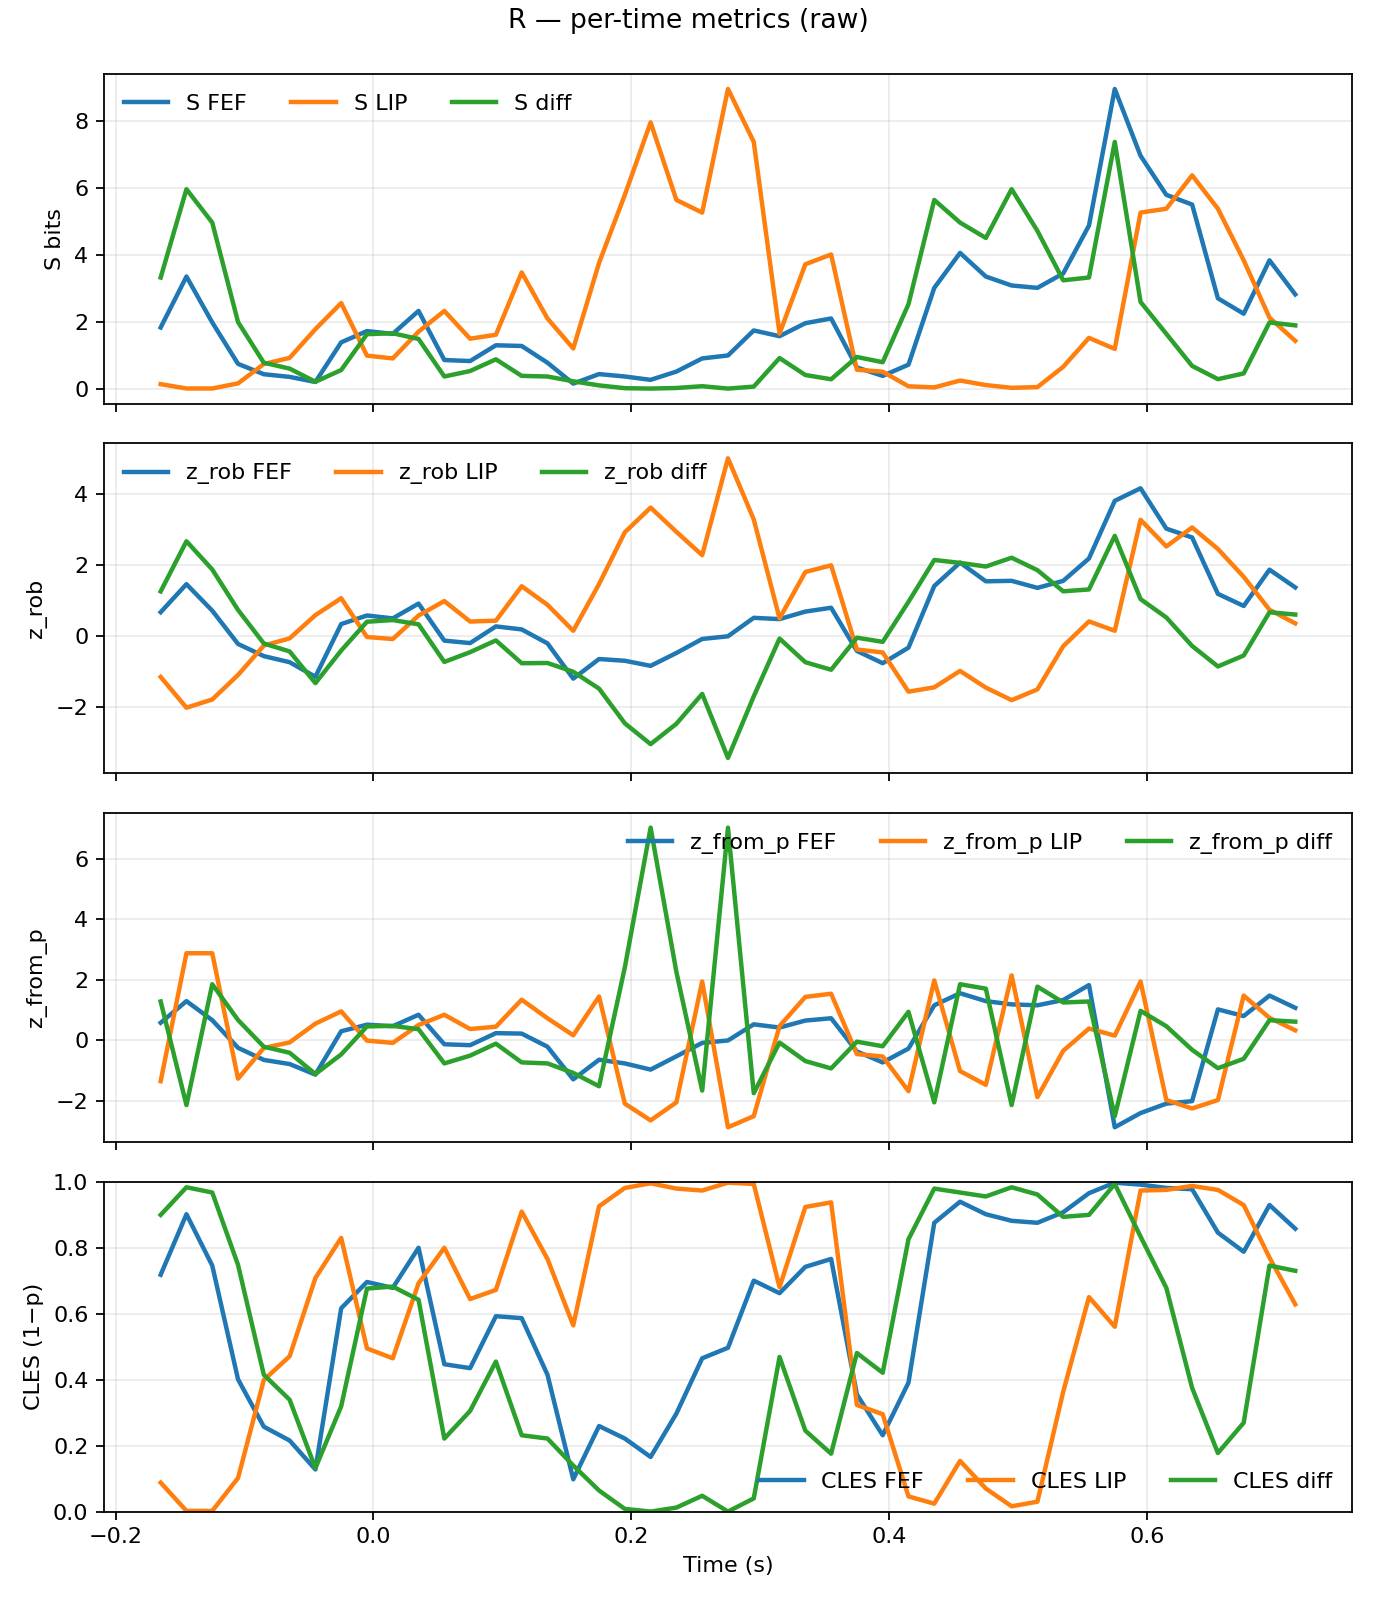 R — per-time metrics (raw)
S FEF S LIP S diff
8
6
4
2
0
S bits
z_rob FEF z_rob LIP z_rob diff
4
2
0
−2
z_rob
z_from_p FEF z_from_p LIP z_from_p diff
6
4
2
0
−2
z_from_p
1.0
0.8
0.6
0.4
0.2
0.0
CLES (1−p)
CLES FEF CLES LIP CLES diff
−0.2 0.0 0.2 0.4 0.6
Time (s)